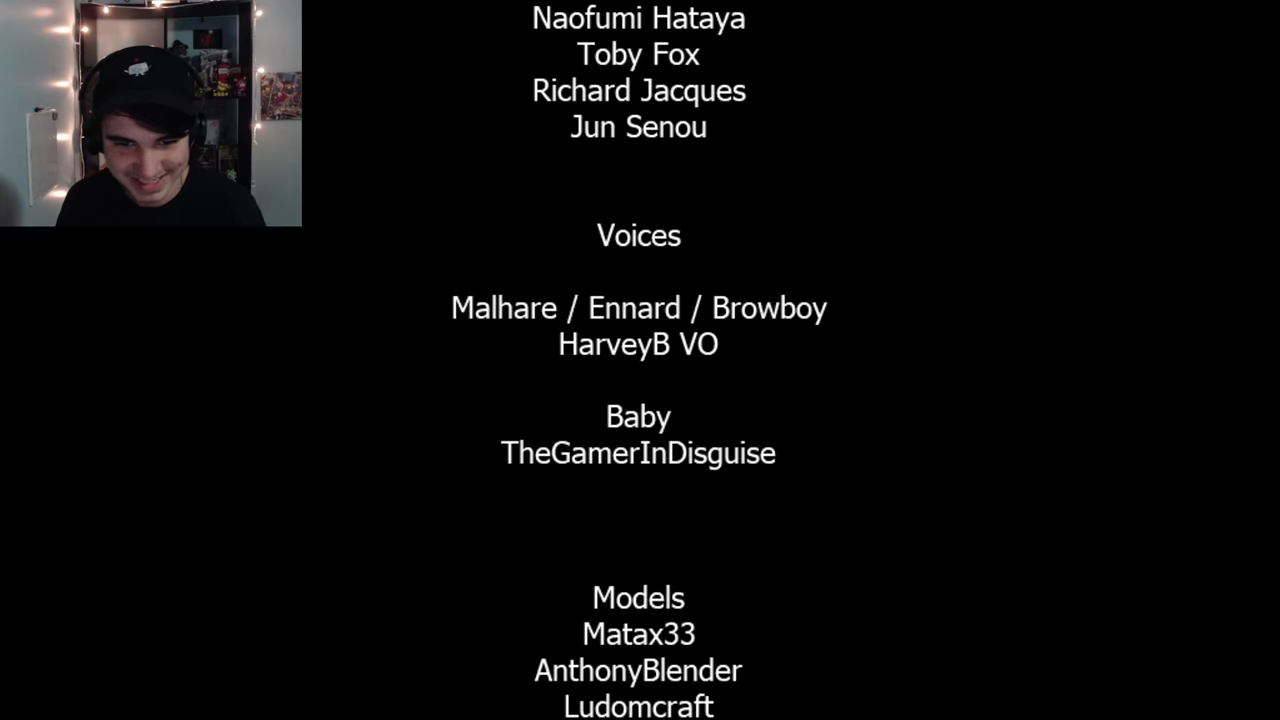 Naofumi Hataya
Toby Fox
Richard Jacques
Jun Senou
Voices
Malhare / Ennard / Browboy
HarveyB VO
Baby
TheGamerInDisguise
Models
Matax33
AnthonyBlender
Ludomcraft